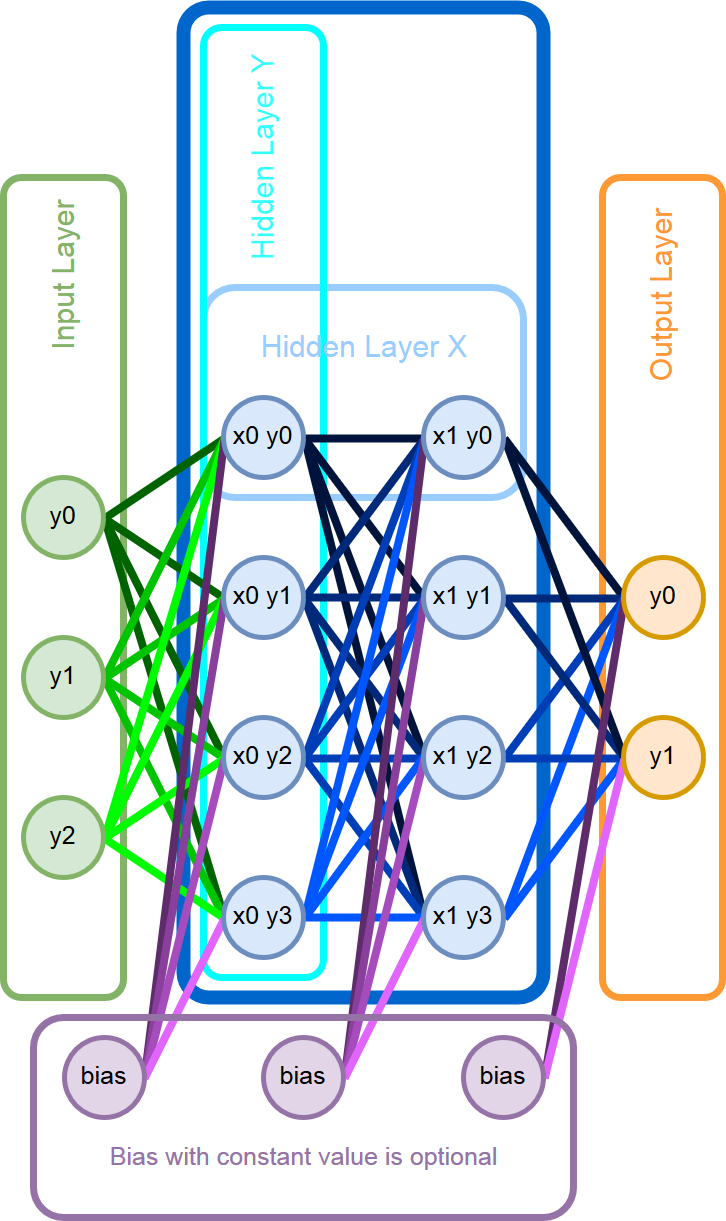 Hidden Layer Y
Input Layer
Output Layer
Hidden Layer X
x0 y0
x1 y0
y0
x0 y1
x1 y1
y0
y1
x0 y2
x1 y2
y1
y2
x0 y3
x1 y3
bias
bias
bias
Bias with constant value is optional